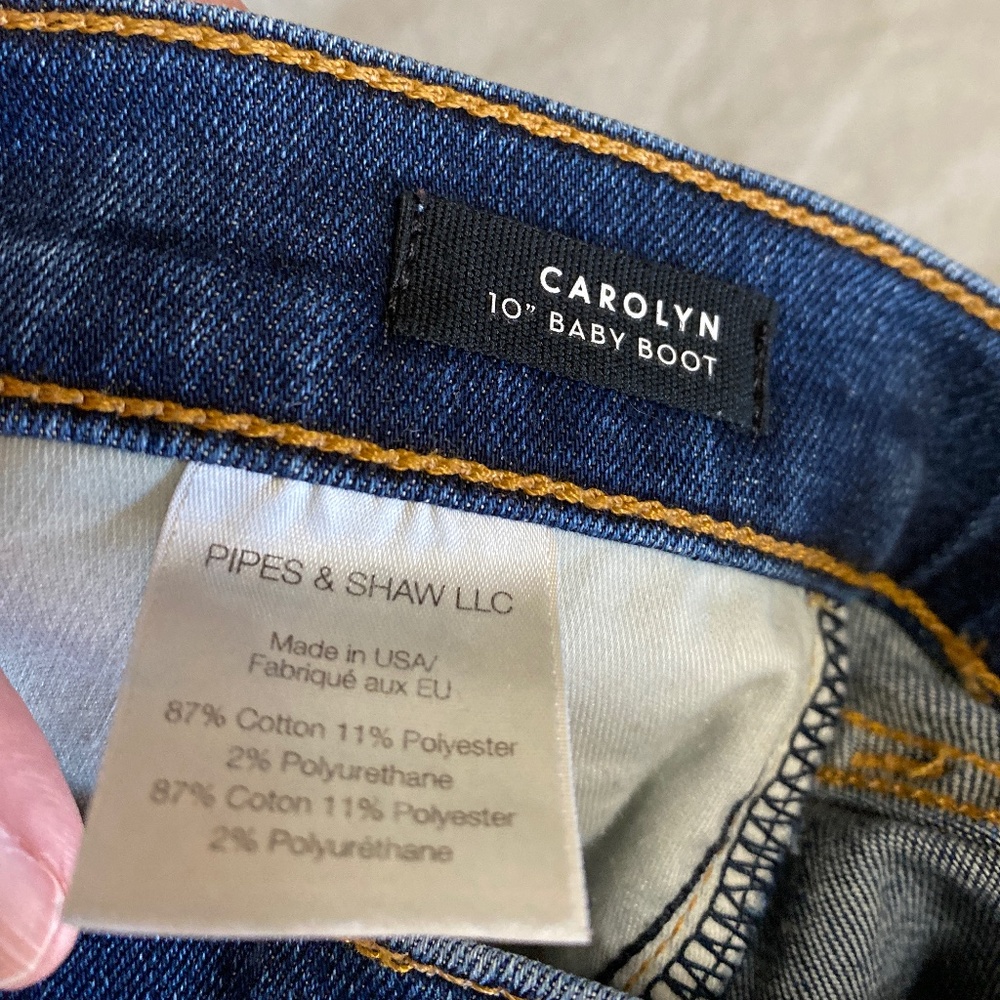 CAROLYN
10” BABY BOOT
PIPES & SHAW LLC
Made in USA/
Fabriqué aux EU
87% Cotton 11% Polyester
2% Polyurethane
87% Coton 11% Polyester
2% Polyuréthane